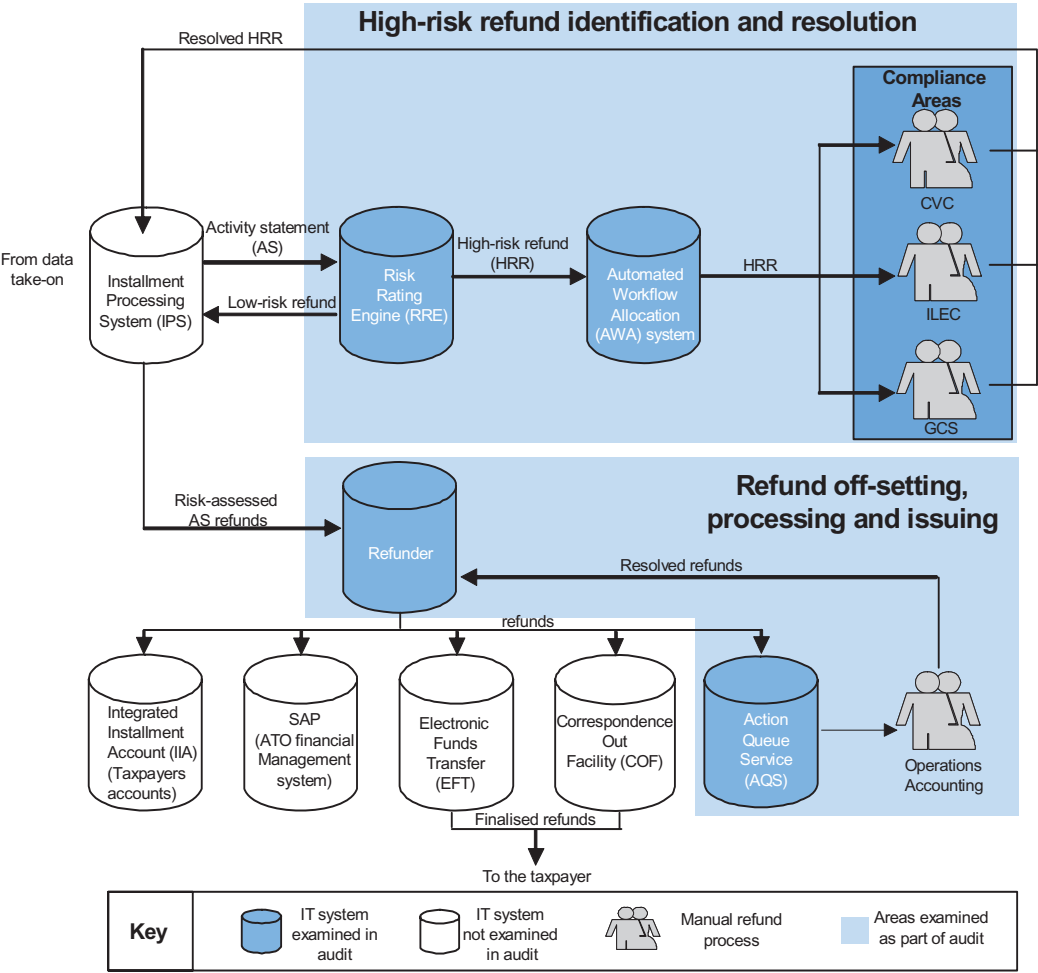 High-risk refund identification and resolution
Resolved HRR
Compliance
Areas
CVC
ILEC
GCS
From data
take-on
Installment
Processing
System (IPS)
Activity statement
(AS)
Low-risk refund
Risk
Rating
Engine (RRE)
High-risk refund
(HRR)
Automated
Workflow
Allocation
(AWA) system
HRR
Refund off-setting,
processing and issuing
Risk-assessed
AS refunds
Refunder
Resolved refunds
refunds
Integrated
Installment
Account (IIA)
(Taxpayers
accounts)
SAP
(ATO financial
Management
system)
Electronic
Funds
Transfer
(EFT)
Correspondence
Out
Facility (COF)
Action
Queue
Service
(AQS)
Operations
Accounting
Finalised refunds
To the taxpayer
Key
IT system
examined in
audit
IT system
not examined
in audit
Manual refund
process
Areas examined
as part of audit